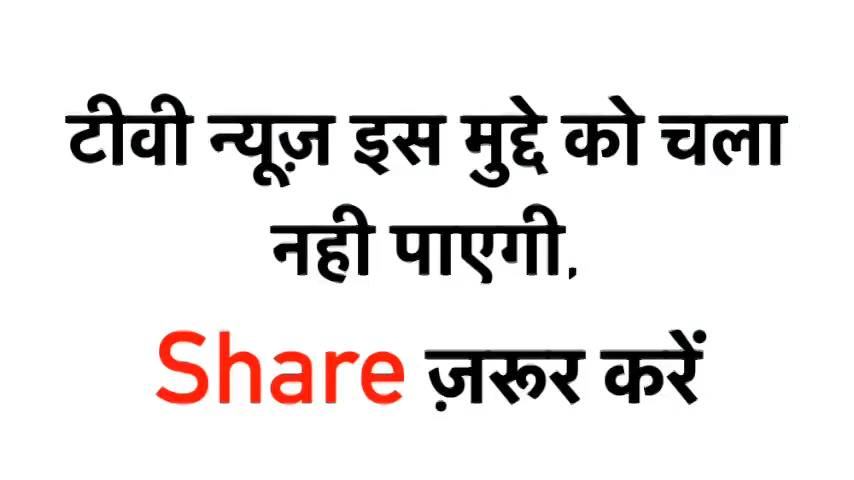 टीवी न्यूज़ इस मुद्दे को चला
नही पाएगी,
Share ज़रूर करें